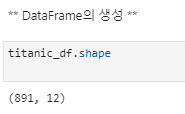 ** DataFrame의 생성 **
titanic_df.shape
(891, 12)